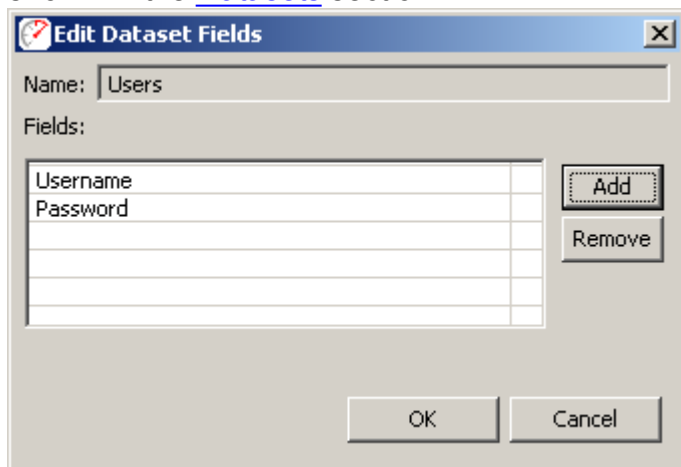 Edit Dataset Fields
Name: Users
Fields:
Username
Password
Add
Remove
OK
Cancel